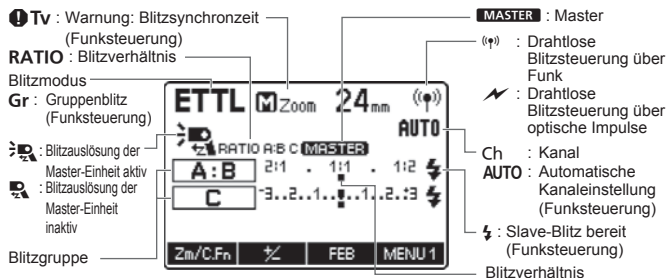 Tv : Warnung: Blitzsynchronzeit
(Funksteuerung)
RATIO : Blitzverhältnis
Blitzmodus
Gr : Gruppenblitz
(Funksteuerung)
: Blitzauslösung der
Master-Einheit aktiv
: Blitzauslösung der
Master-Einheit
inaktiv
Blitzgruppe
ETTL M Zoom 24mm
AUTO
RATIO A:B C MASTER
A:B 2:1 . 1:1 . 1:2
C -3..2..1..▮..1..2..+3
Zm/C.Fn +/- FEB MENU 1
MASTER : Master
((•)) : Drahtlose
Blitzsteuerung über
Funk
: Drahtlose
Blitzsteuerung über
optische Impulse
Ch : Kanal
AUTO : Automatische
Kanaleinstellung
(Funksteuerung)
: Slave-Blitz bereit
(Funksteuerung)
Blitzverhältnis